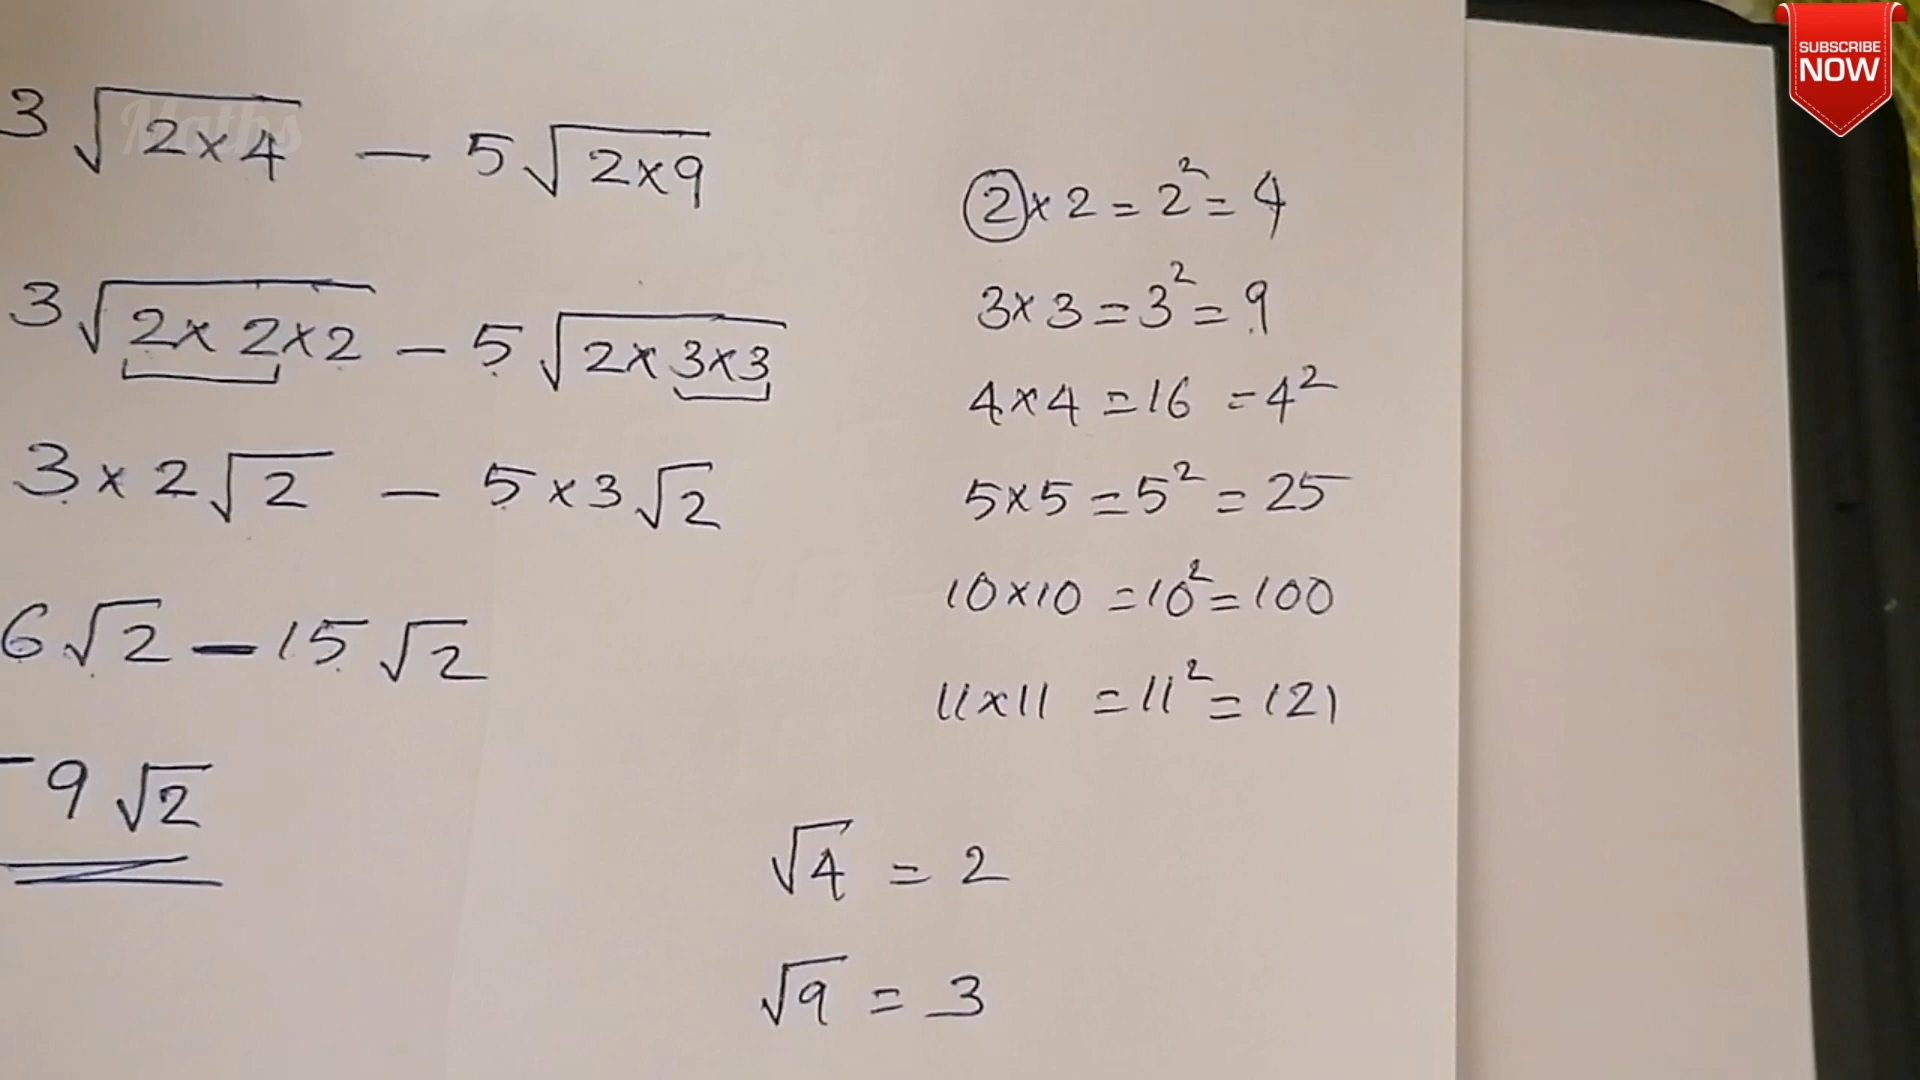 3√2×4 − 5√2×9
3√2×2×2 − 5√2×3×3
3×2√2 − 5×3√2
6√2 − 15√2
−9√2
2×2=2²=4
3×3=3²=9
4×4=16=4²
5×5=5²=25
10×10=10²=100
11×11=11²=121
√4=2
√9=3
Maths
SUBSCRIBE
NOW